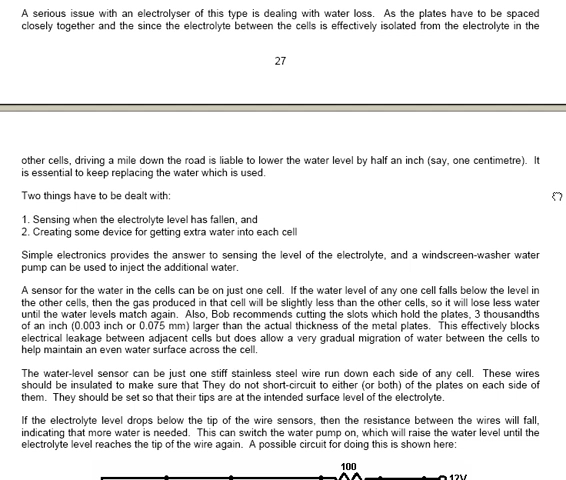 A serious issue with an electrolyser of this type is dealing with water loss. As the plates have to be spaced
closely together and the since the electrolyte between the cells is effectively isolated from the electrolyte in the
27
other cells, driving a mile down the road is liable to lower the water level by half an inch (say, one centimetre). It
is essential to keep replacing the water which is used.
Two things have to be dealt with:
1. Sensing when the electrolyte level has fallen, and
2. Creating some device for getting extra water into each cell
Simple electronics provides the answer to sensing the level of the electrolyte, and a windscreen-washer water
pump can be used to inject the additional water.
A sensor for the water in the cells can be on just one cell. If the water level of any one cell falls below the level in
the other cells, then the gas produced in that cell will be slightly less than the other cells, so it will lose less water
until the water levels match again. Also, Bob recommends cutting the slots which hold the plates, 3 thousandths
of an inch (0.003 inch or 0.075 mm) larger than the actual thickness of the metal plates. This effectively blocks
electrical leakage between adjacent cells but does allow a very gradual migration of water between the cells to
help maintain an even water surface across the cell.
The water-level sensor can be just one stiff stainless steel wire run down each side of any cell. These wires
should be insulated to make sure that They do not short-circuit to either (or both) of the plates on each side of
them. They should be set so that their tips are at the intended surface level of the electrolyte.
If the electrolyte level drops below the tip of the wire sensors, then the resistance between the wires will fall,
indicating that more water is needed. This can switch the water pump on, which will raise the water level until the
electrolyte level reaches the tip of the wire again. A possible circuit for doing this is shown here:
100
12V